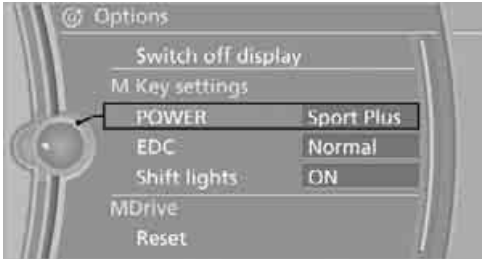 Options
Switch off display
M Key settings
POWER Sport Plus
EDC Normal
Shift lights ON
MDrive
Reset